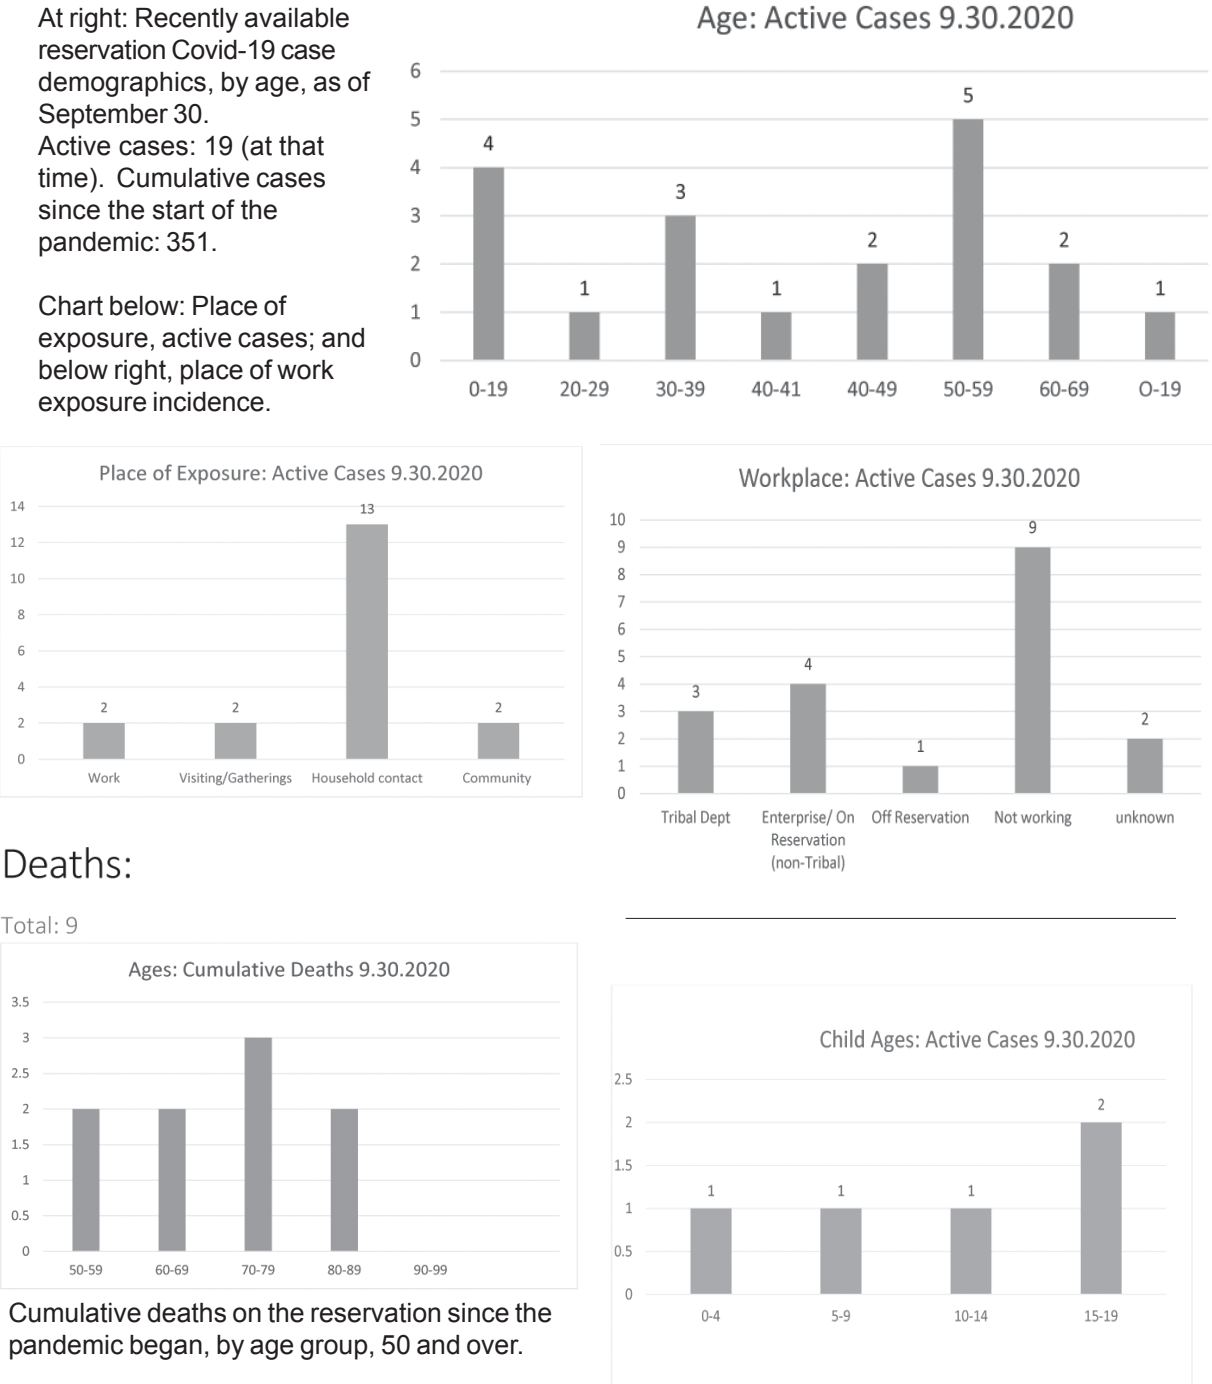 At right: Recently available
reservation Covid-19 case
demographics, by age, as of
September 30.
Active cases: 19 (at that
time).  Cumulative cases
since the start of the
pandemic: 351.
Chart below: Place of
exposure, active cases; and
below right, place of work
exposure incidence.
Age: Active Cases 9.30.2020
6
5
4
3
2
1
0
4
1
3
1
2
5
2
1
0-19 20-29 30-39 40-41 40-49 50-59 60-69 O-19
Place of Exposure: Active Cases 9.30.2020
14
12
10
8
6
4
2
0
2
2
13
2
Work Visiting/Gatherings Household contact Community
Workplace: Active Cases 9.30.2020
10
9
8
7
6
5
4
3
2
1
0
3
4
1
9
2
Tribal Dept Enterprise/ On Off Reservation Not working unknown
Reservation
(non-Tribal)
Deaths:
Total: 9
Ages: Cumulative Deaths 9.30.2020
3.5
3
2.5
2
1.5
1
0.5
0
50-59 60-69 70-79 80-89 90-99
Cumulative deaths on the reservation since the
pandemic began, by age group, 50 and over.
Child Ages: Active Cases 9.30.2020
2.5
2
1.5
1
0.5
0
1
1
1
2
0-4 5-9 10-14 15-19